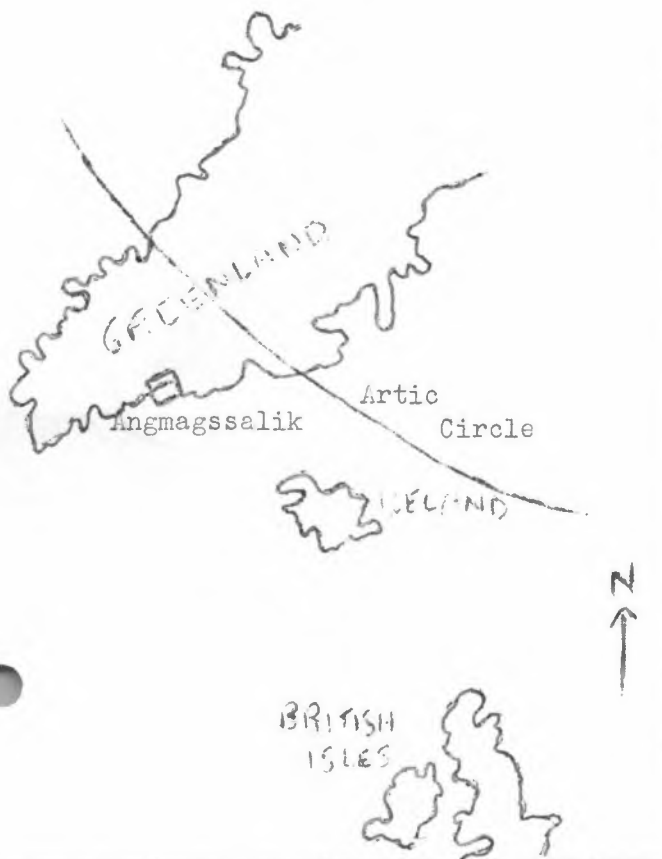 GREENLAND
Artic
Angmagssalik
Circle
ICELAND
N
BRITISH
ISLES